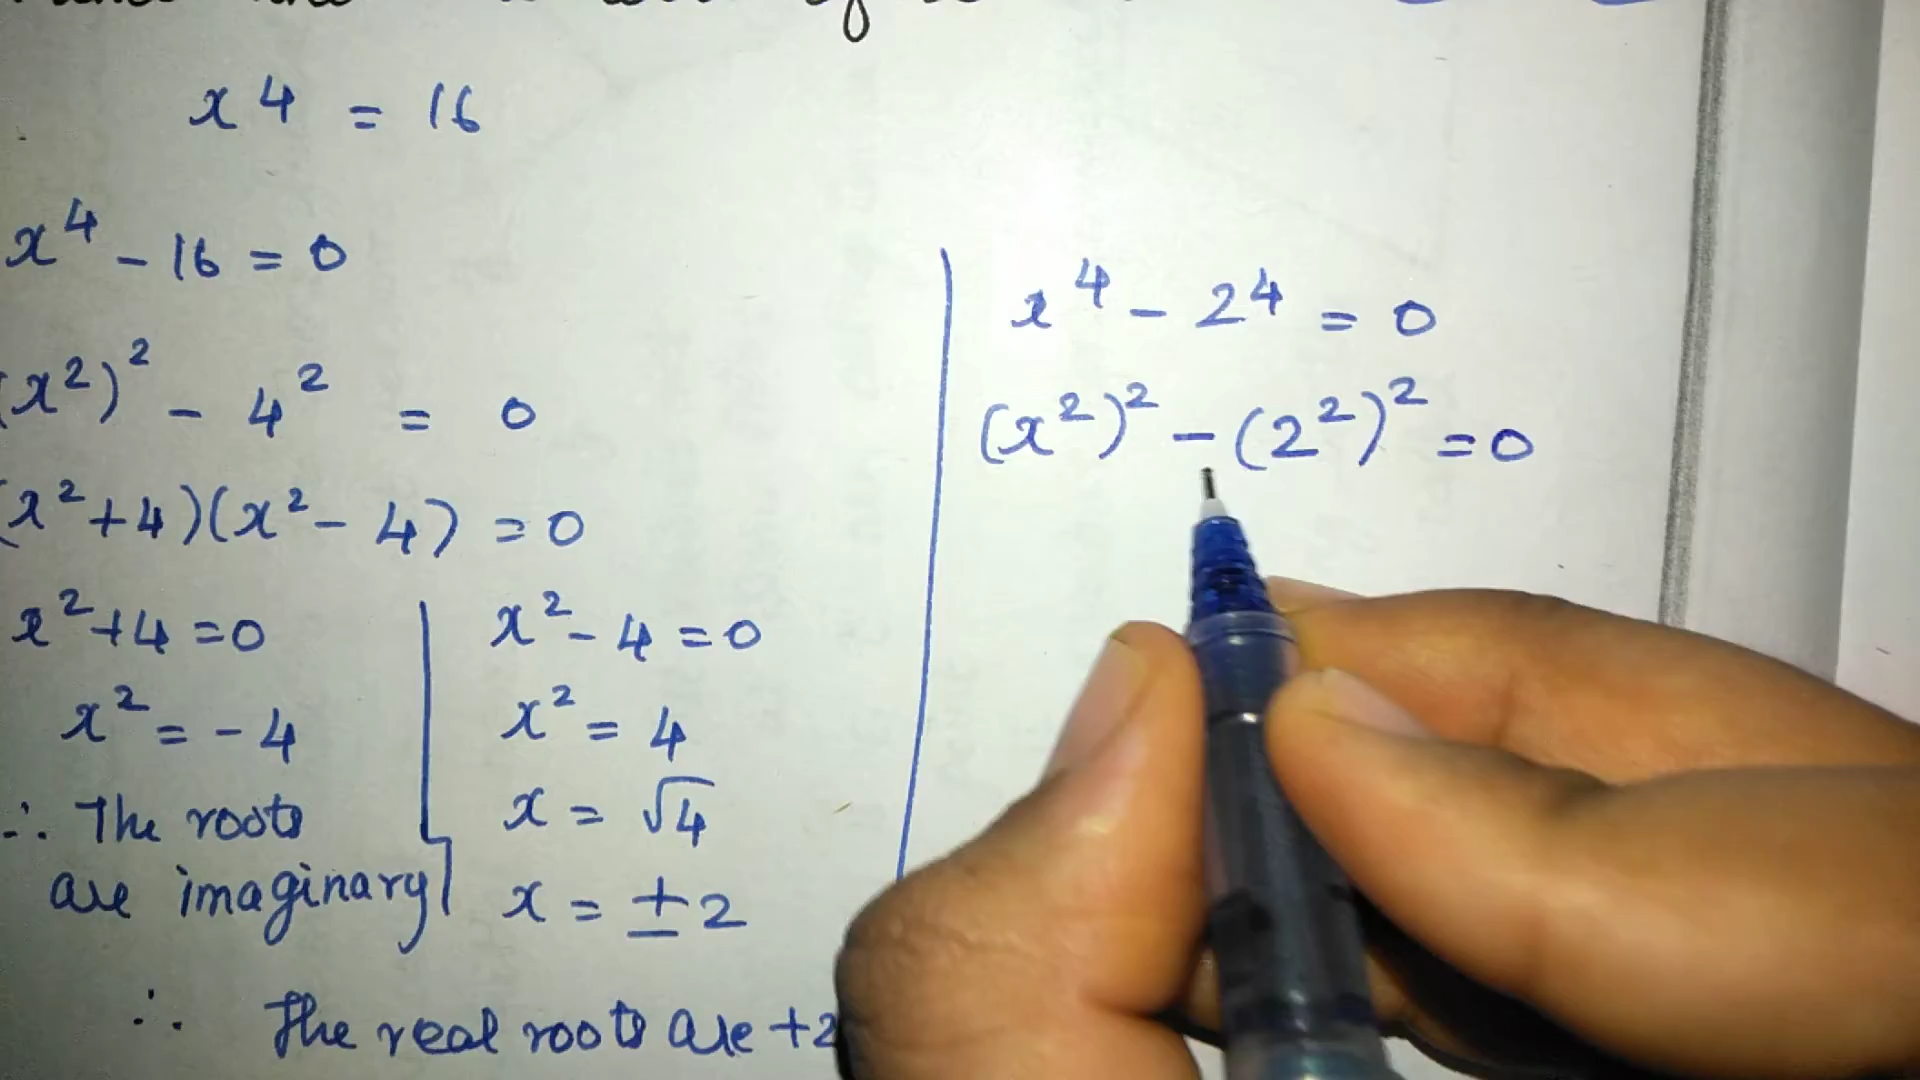 x⁴ = 16
x⁴ - 16 = 0
(x²)² - 4² = 0
(x²+4)(x²-4) = 0
x²+4=0
x² = -4
∴ The roots
are imaginary
x²-4=0
x² = 4
x = √4
x = ±2
∴ The real roots are +2
x⁴ - 2⁴ = 0
(x²)² - (2²)² = 0